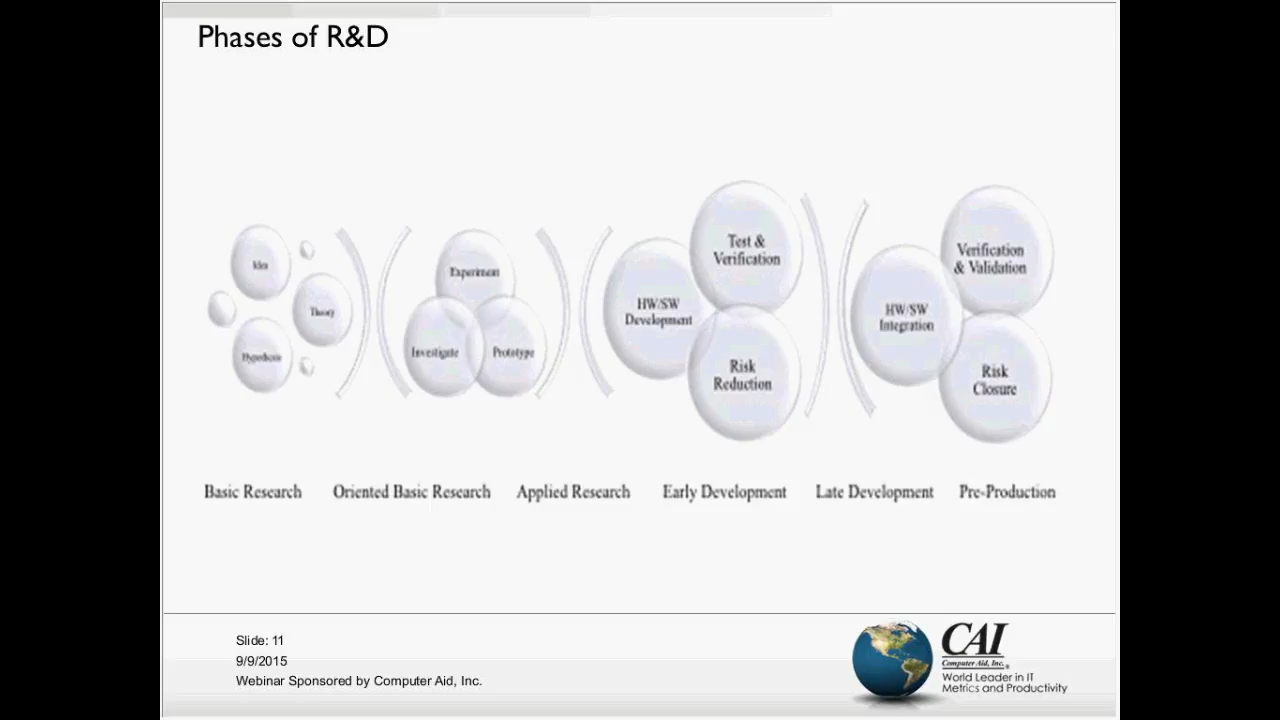 Phases of R&D
Idea
Theory
Hypothesis
Experiment
Investigate
Prototype
HW/SW
Development
Test &
Verification
Risk
Reduction
HW/SW
Integration
Verification
& Validation
Risk
Closure
Basic Research
Oriented Basic Research
Applied Research
Early Development
Late Development
Pre-Production
Slide: 11
9/9/2015
Webinar Sponsored by Computer Aid, Inc.
CAI
Computer Aid, Inc.®
World Leader in IT
Metrics and Productivity